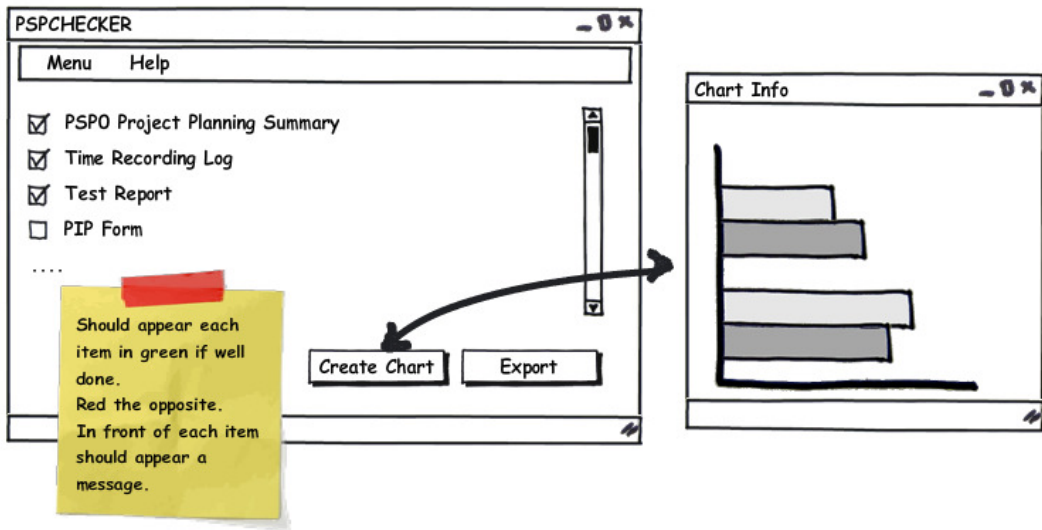 PSPCHECKER
Menu Help
PSP0 Project Planning Summary
Time Recording Log
Test Report
PIP Form
....
Create Chart
Export
Should appear each
item in green if well
done.
Red the opposite.
In front of each item
should appear a
message.
Chart Info